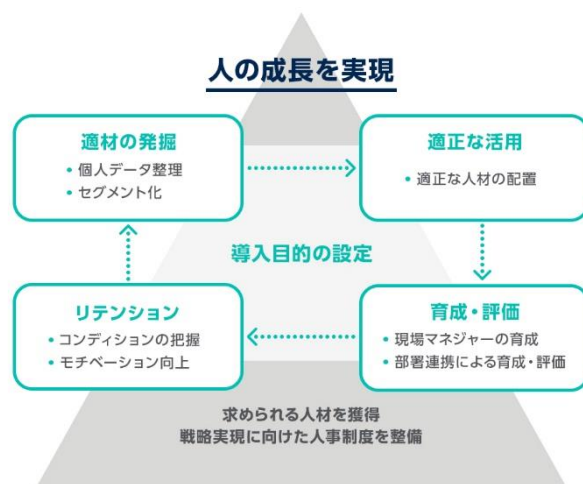 人の成長を実現
適材の発掘
• 個人データ整理
• セグメント化
適正な活用
• 適正な人材の配置
導入目的の設定
リテンション
• コンディションの把握
• モチベーション向上
育成・評価
• 現場マネジャーの育成
• 部署連携による育成・評価
求められる人材を獲得
戦略実現に向けた人事制度を整備